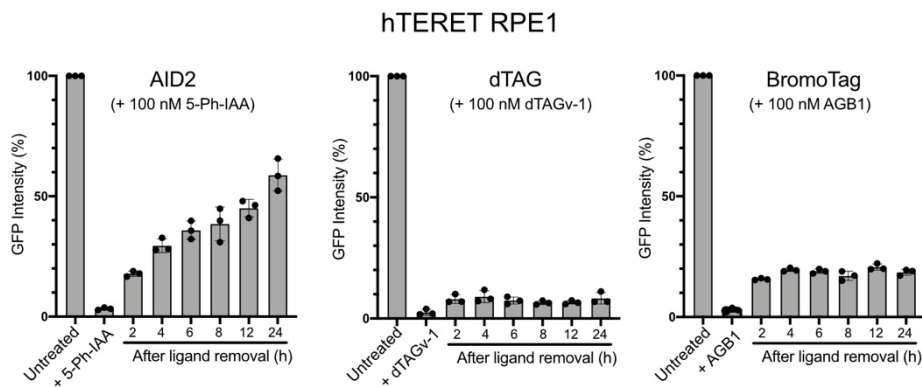 hTERET RPE1
AID2
(+ 100 nM 5-Ph-IAA)
GFP Intensity (%)
100
50
0
Untreated
+ 5-Ph-IAA
2 4 6 8 12 24
After ligand removal (h)
dTAG
(+ 100 nM dTAGv-1)
GFP Intensity (%)
100
50
0
Untreated
+ dTAGv-1
2 4 6 8 12 24
After ligand removal (h)
BromoTag
(+ 100 nM AGB1)
GFP Intensity (%)
100
50
0
Untreated
+ AGB1
2 4 6 8 12 24
After ligand removal (h)